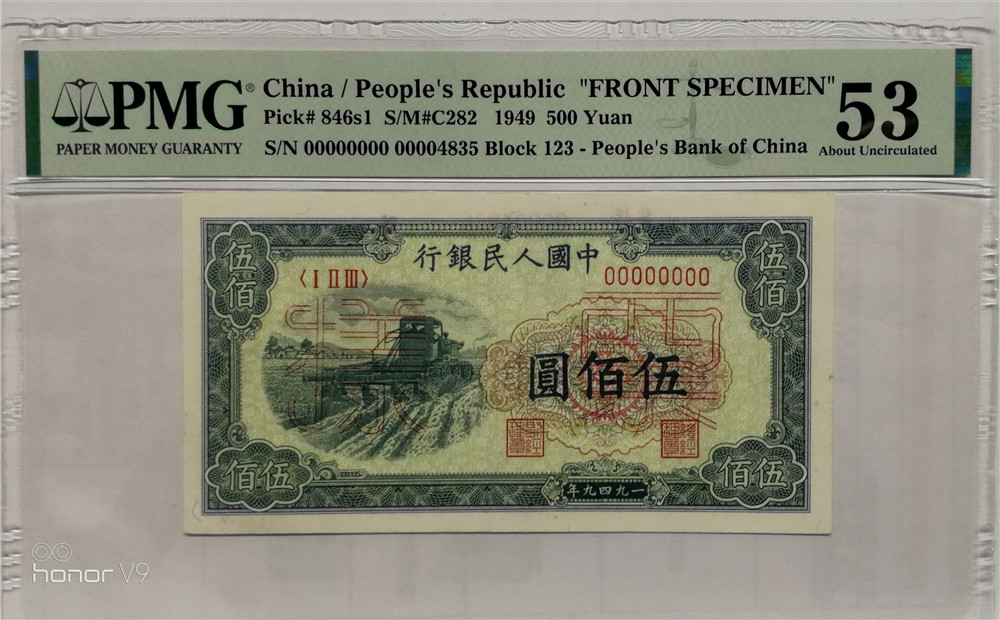 PMG®
PAPER MONEY GUARANTY
China / People's Republic "FRONT SPECIMEN"
Pick# 846s1 S/M#C282 1949 500 Yuan
S/N 00000000 00004835 Block 123 - People's Bank of China
53
About Uncirculated
行銀民人國中
伍佰
伍佰
〈I II III〉
00000000
樣 票
圓佰伍
佰伍
佰伍
年九四九一
honor V9